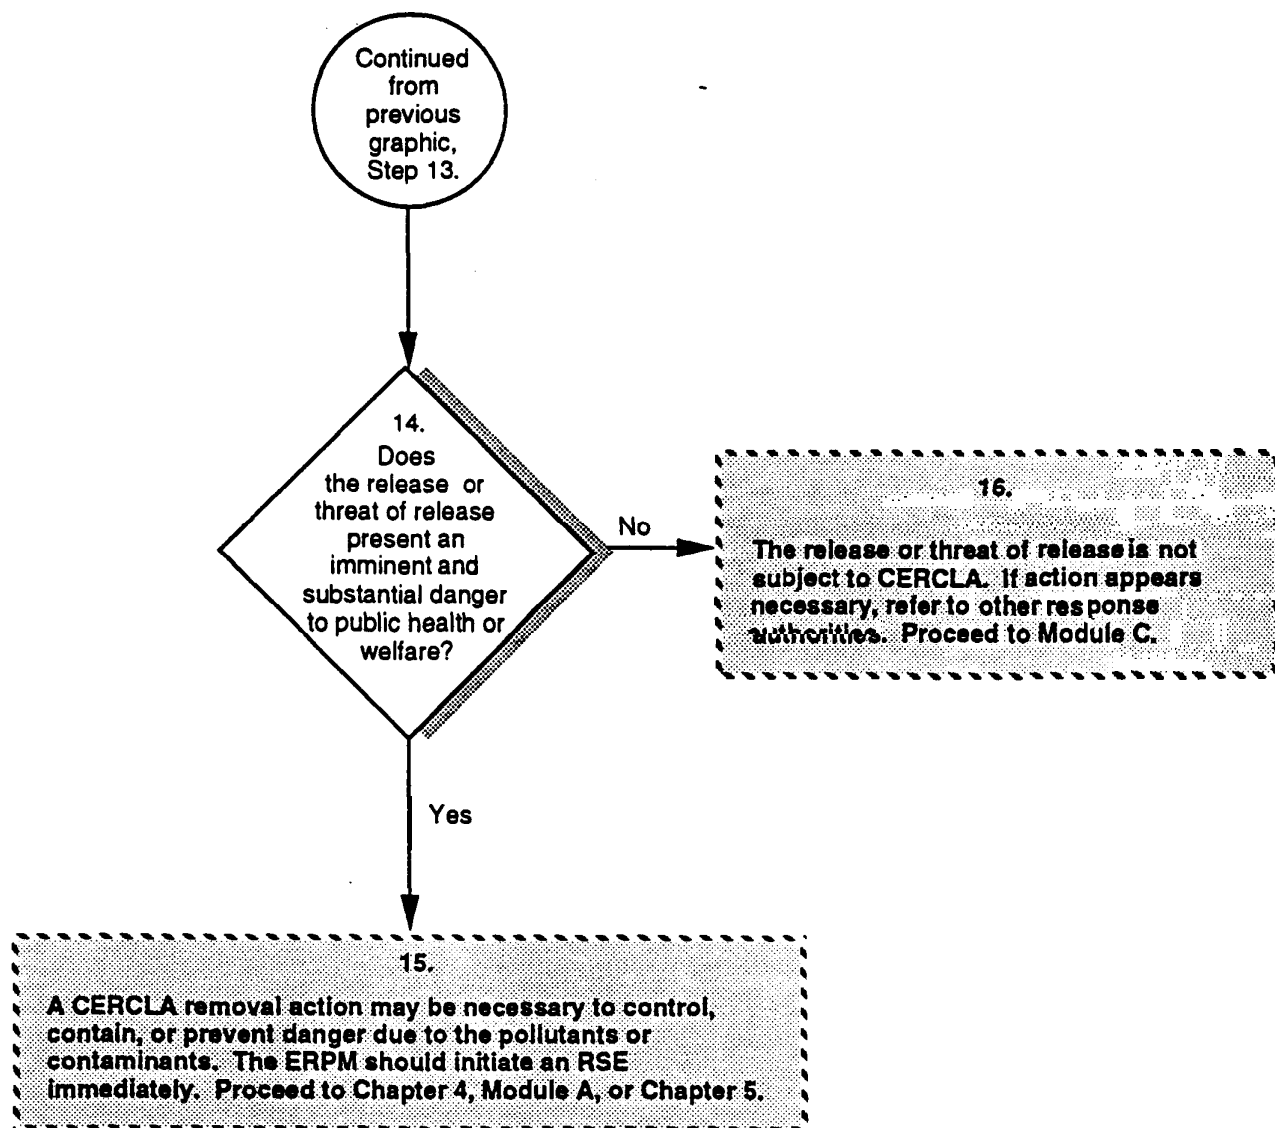 Continued
from
previous
graphic,
Step 13.
14.
Does
the release or
threat of release
present an
imminent and
substantial danger
to public health or
welfare?
No
16.
The release or threat of release is not
subject to CERCLA. If action appears
necessary, refer to other response
authorities. Proceed to Module C.
Yes
15.
A CERCLA removal action may be necessary to control,
contain, or prevent danger due to the pollutants or
contaminants. The ERPM should initiate an RSE
immediately. Proceed to Chapter 4, Module A, or Chapter 5.